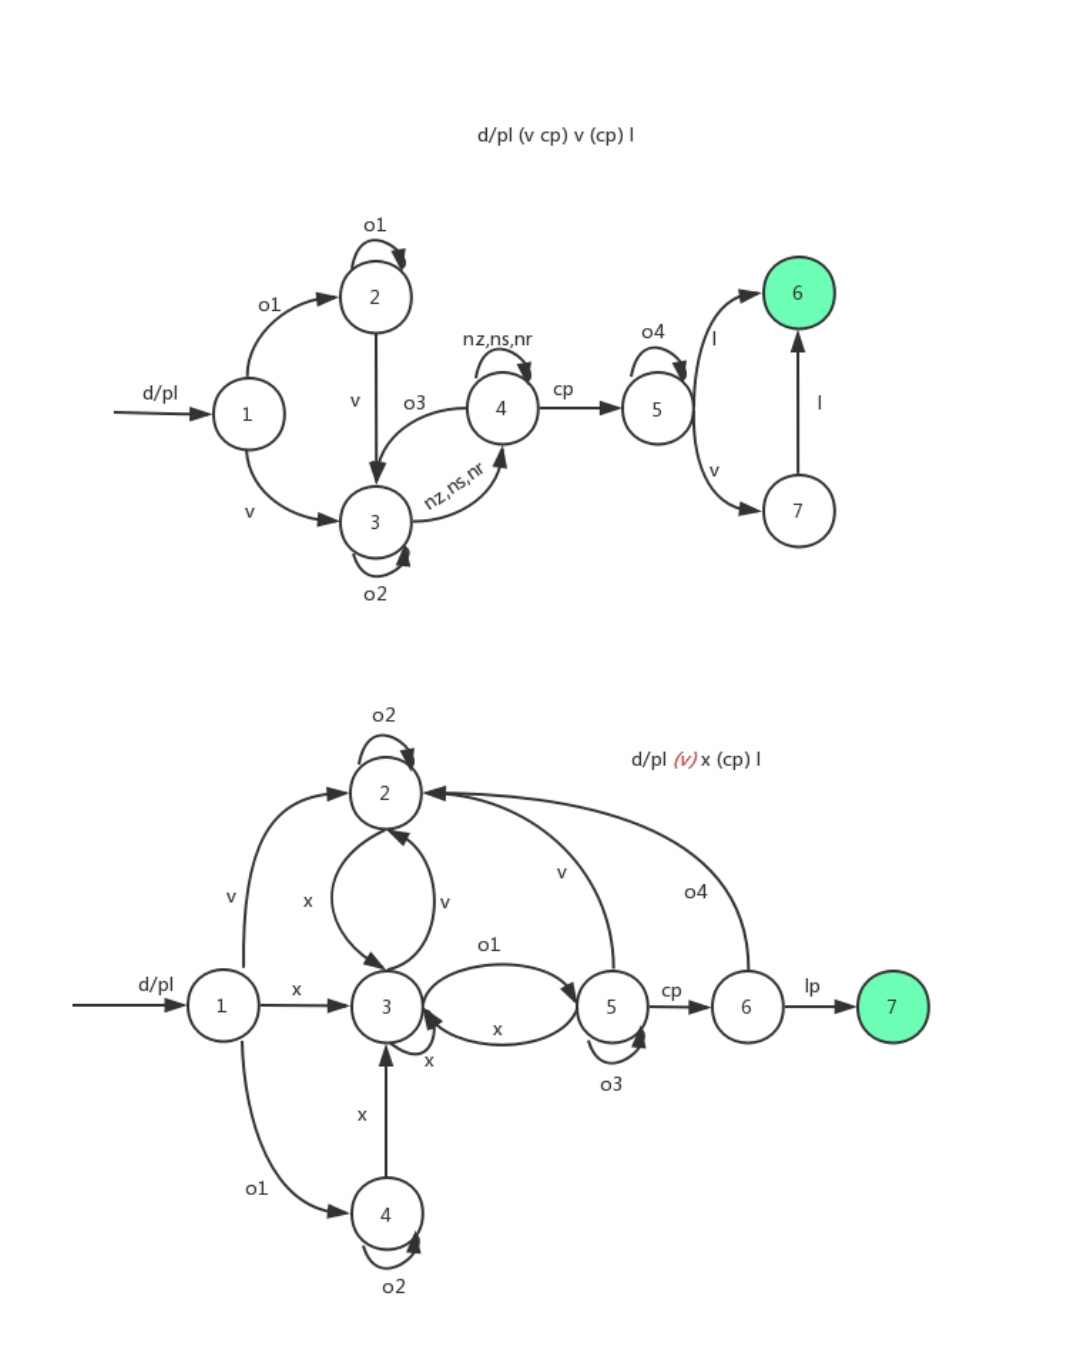 d/pl (v cp) v (cp) l
o1
o1
2
d/pl
1
v
v
o3
nz,ns,nr
4
nz,ns,nr
3
o2
cp
o4
5
l
6
v
l
7
o2
d/pl (v) x (cp) l
2
v
x
v
v
o4
d/pl
1
x
3
o1
x
x
5
o3
cp
6
lp
7
x
o1
4
o2